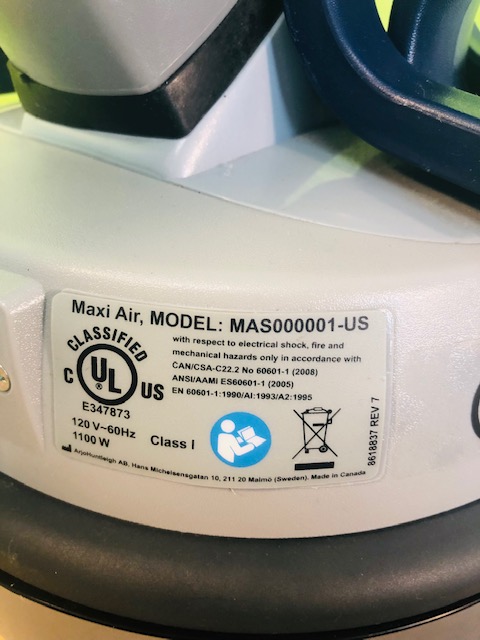 Maxi Air, MODEL: MAS000001-US
CLASSIFIED
C UL US
E347873
with respect to electrical shock, fire and
mechanical hazards only in accordance with
CAN/CSA-C22.2 No 60601-1 (2008)
ANSI/AAMI ES60601-1 (2005)
EN 60601-1:1990/AI:1993/A2:1995
120 V~60Hz
1100 W
Class I
8618837 REV 7
ArjoHuntleigh AB, Hans Michelsensgatan 10, 211 20 Malmö (Sweden). Made in Canada